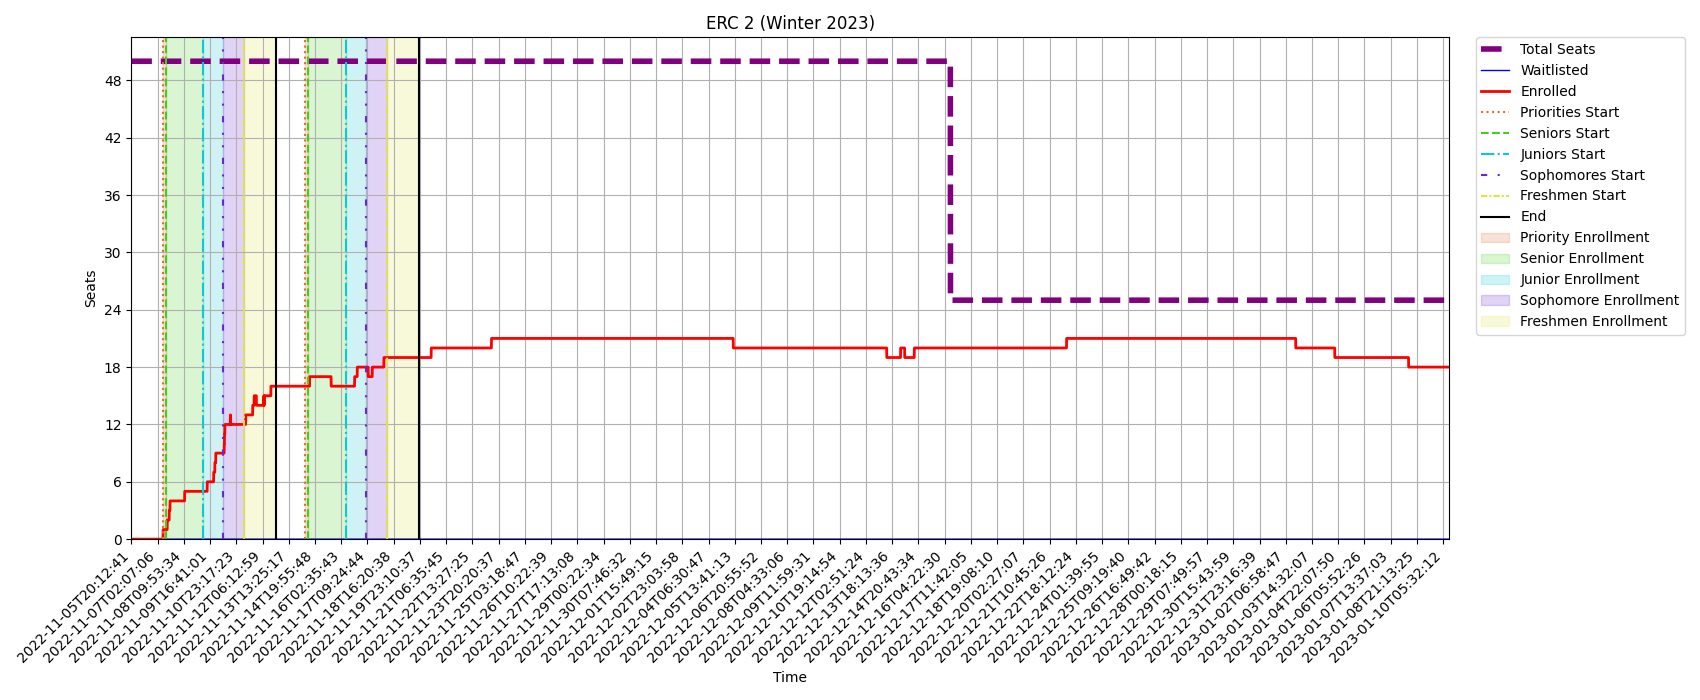 ERC 2 (Winter 2023)
Seats
48
42
36
30
24
18
12
6
0
2022-11-05T20:12:41
2022-11-07T02:07:06
2022-11-08T09:53:34
2022-11-09T16:41:01
2022-11-10T23:17:23
2022-11-12T06:12:59
2022-11-13T13:25:17
2022-11-14T19:55:48
2022-11-16T02:35:43
2022-11-17T09:24:44
2022-11-18T16:20:38
2022-11-19T23:10:37
2022-11-21T06:35:45
2022-11-22T13:27:25
2022-11-23T20:20:37
2022-11-25T03:18:47
2022-11-26T10:22:39
2022-11-27T17:13:08
2022-11-29T00:22:34
2022-11-30T07:46:32
2022-12-01T15:49:15
2022-12-02T23:03:58
2022-12-04T06:30:47
2022-12-05T13:41:13
2022-12-06T20:55:52
2022-12-08T04:33:06
2022-12-09T11:59:31
2022-12-10T19:14:54
2022-12-12T02:51:24
2022-12-13T18:13:36
2022-12-14T20:43:34
2022-12-16T04:22:30
2022-12-17T11:42:05
2022-12-18T19:08:10
2022-12-20T02:27:07
2022-12-21T10:45:26
2022-12-22T18:12:24
2022-12-24T01:39:55
2022-12-25T09:19:40
2022-12-26T16:49:42
2022-12-28T00:18:15
2022-12-29T07:49:57
2022-12-30T15:43:59
2022-12-31T23:16:39
2023-01-02T06:58:47
2023-01-03T14:32:07
2023-01-04T22:07:50
2023-01-06T05:52:26
2023-01-07T13:37:03
2023-01-08T21:13:25
2023-01-10T05:32:12
Time
Total Seats
Waitlisted
Enrolled
Priorities Start
Seniors Start
Juniors Start
Sophomores Start
Freshmen Start
End
Priority Enrollment
Senior Enrollment
Junior Enrollment
Sophomore Enrollment
Freshmen Enrollment